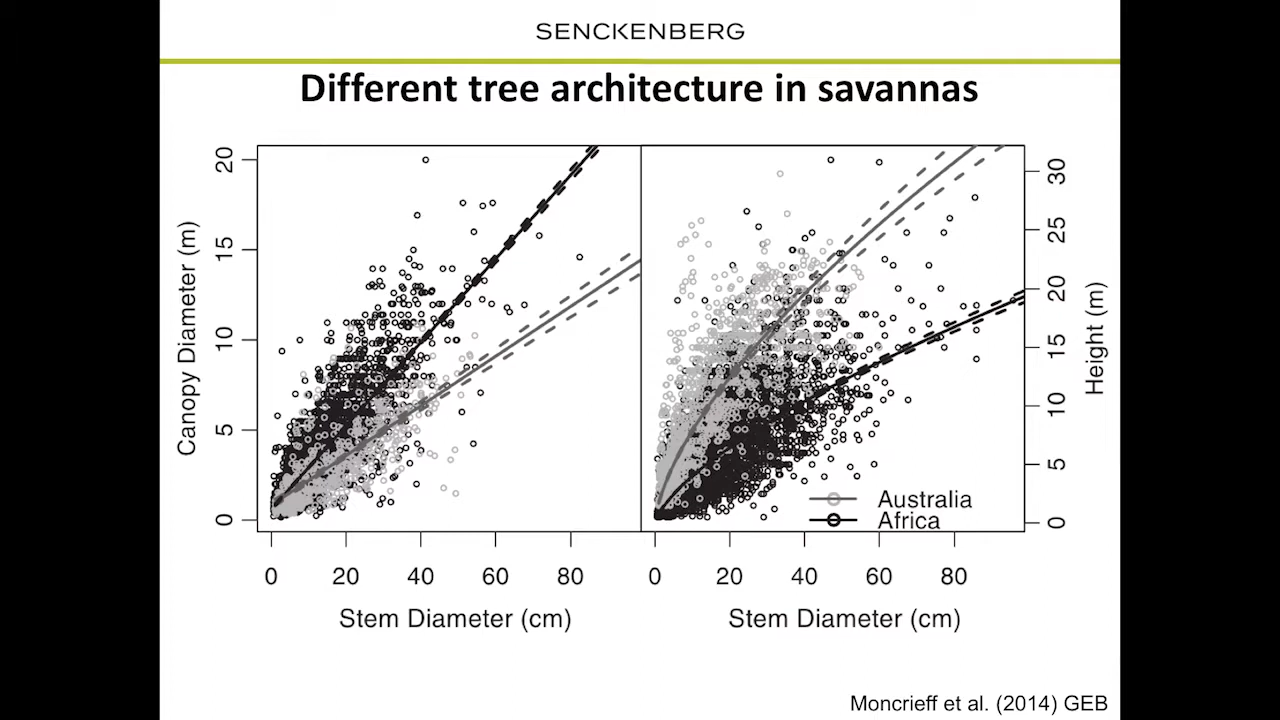 SENCKENBERG
Different tree architecture in savannas
Canopy Diameter (m)
20
15
10
5
0
0 20 40 60 80
Stem Diameter (cm)
30
25
20
15
10
5
0
Height (m)
Australia
Africa
0 20 40 60 80
Stem Diameter (cm)
Moncrieff et al. (2014) GEB